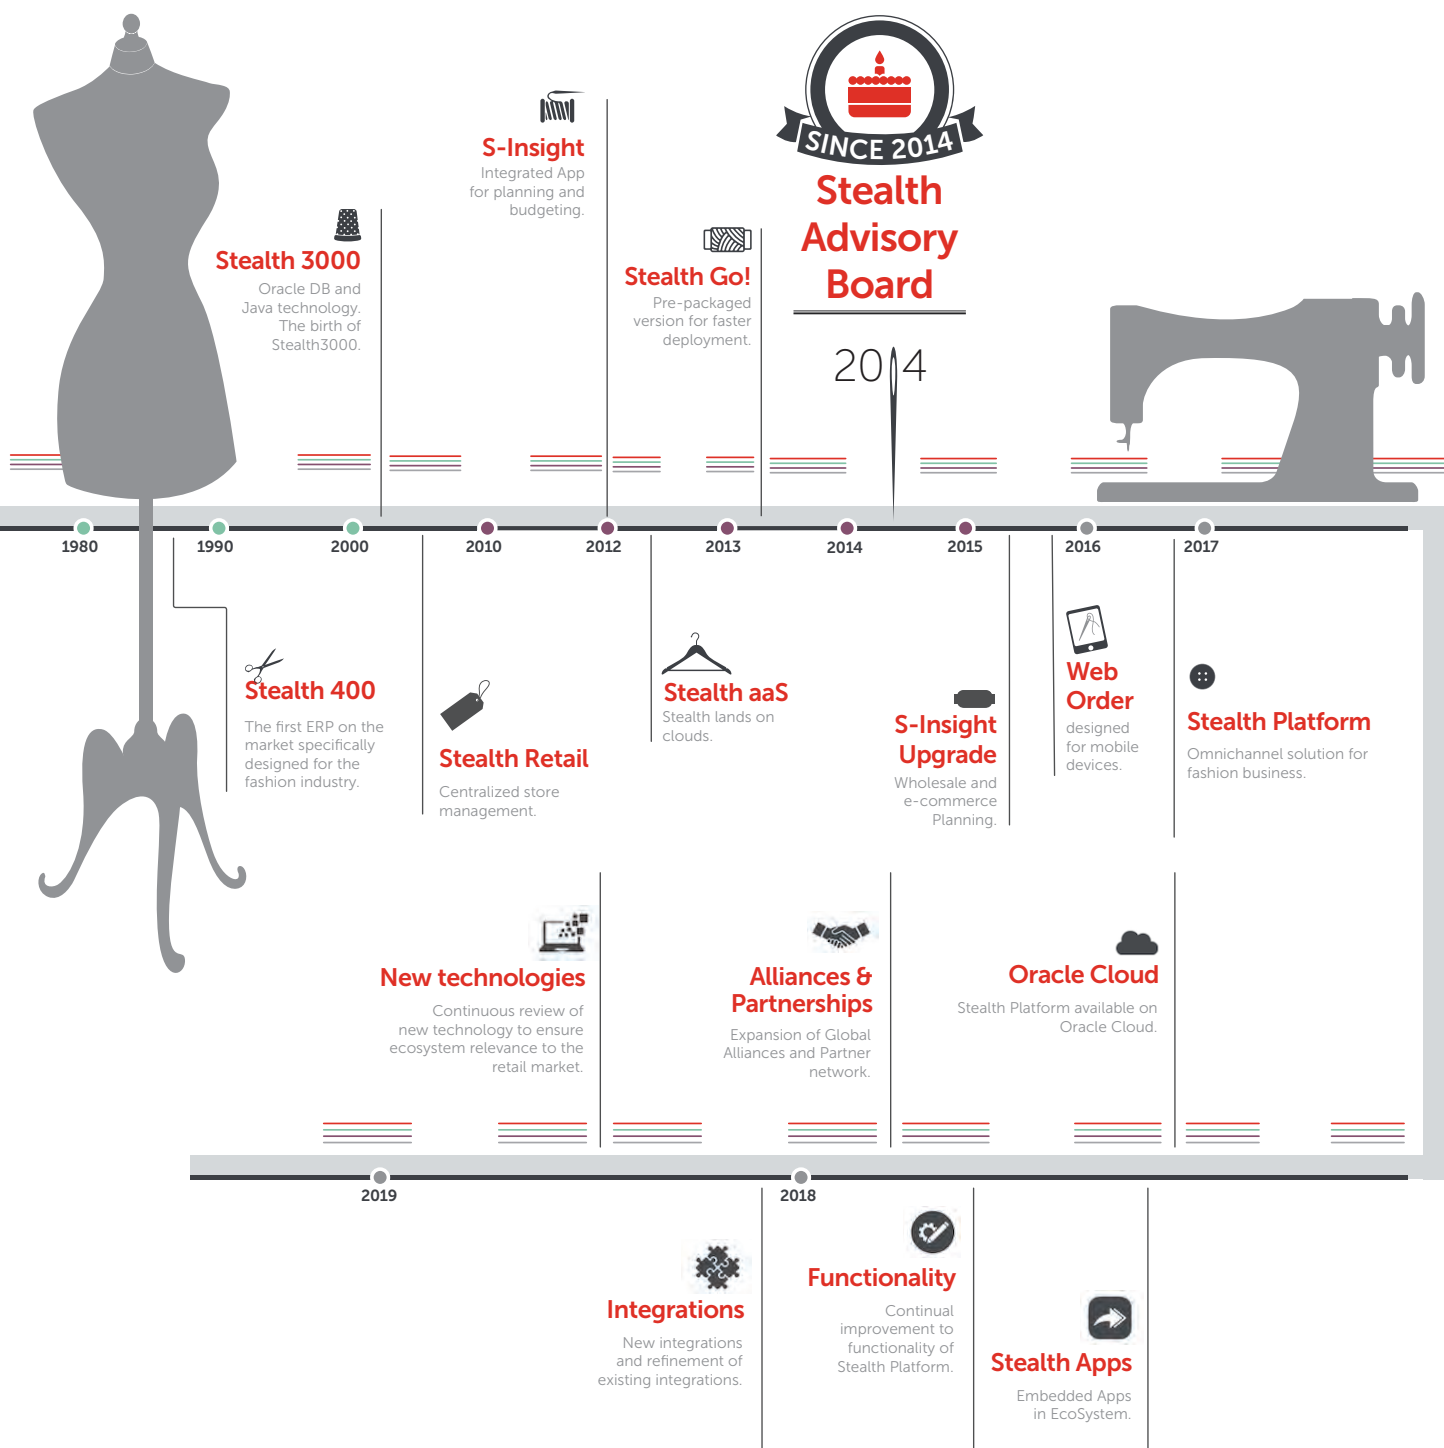 SINCE 2014
Stealth
Advisory
Board
2014
S-Insight
Integrated App
for planning and
budgeting.
Stealth 3000
Oracle DB and
Java technology.
The birth of
Stealth3000.
Stealth Go!
Pre-packaged
version for faster
deployment.
1980
1990
2000
2010
2012
2013
2014
2015
2016
2017
Stealth 400
The first ERP on the
market specifically
designed for the
fashion industry.
Stealth Retail
Centralized store
management.
Stealth aaS
Stealth lands on
clouds.
S-Insight
Upgrade
Wholesale and
e-commerce
Planning.
Web
Order
designed
for mobile
devices.
Stealth Platform
Omnichannel solution for
fashion business.
New technologies
Continuous review of
new technology to ensure
ecosystem relevance to the
retail market.
Alliances &
Partnerships
Expansion of Global
Alliances and Partner
network.
Oracle Cloud
Stealth Platform available on
Oracle Cloud.
2019
2018
Integrations
New integrations
and refinement of
existing integrations.
Functionality
Continual
improvement to
functionality of
Stealth Platform.
Stealth Apps
Embedded Apps
in EcoSystem.